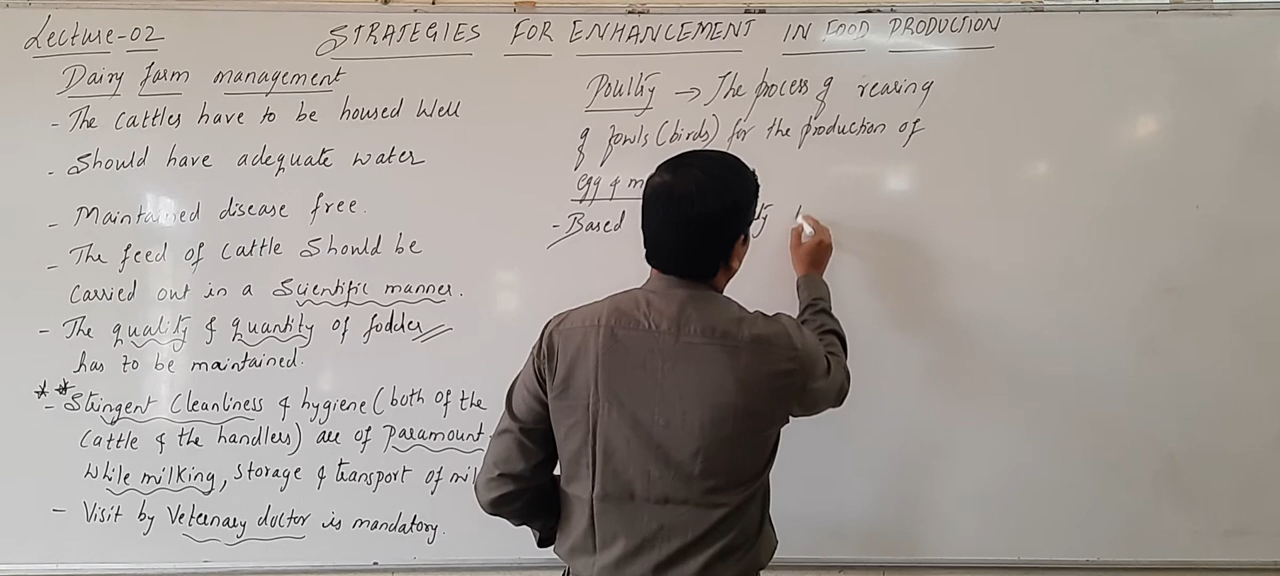 Lecture-02
STRATEGIES FOR ENHANCEMENT IN FOOD PRODUCTION
Dairy farm management
- The cattles have to be housed well
- Should have adequate water
- Maintained disease free.
- The feed of cattle should be
carried out in a scientific manner.
- The quality & quantity of fodder
has to be maintained.
** - Stringent cleanliness & hygiene (both of the
cattle & the handlers) are of paramount
while milking, storage & transport of mil
- Visit by Veternary doctor is mandatory.
Poultry → The process of rearing
of fowls (birds) for the production of
egg & m
- Based